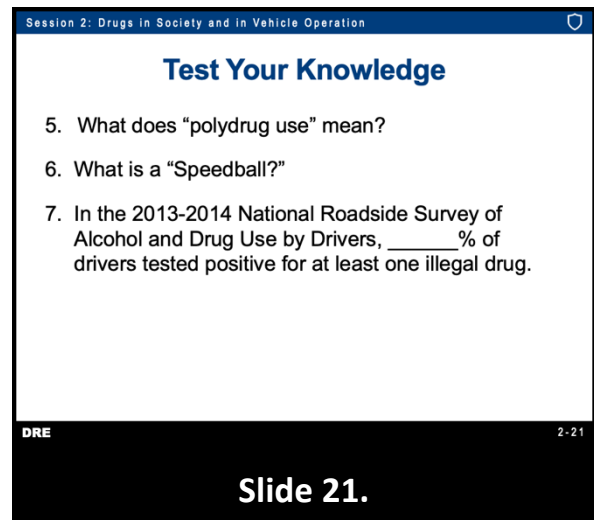 Session 2: Drugs in Society and in Vehicle Operation
Test Your Knowledge
5. What does “polydrug use” mean?
6. What is a “Speedball?”
7. In the 2013-2014 National Roadside Survey of
Alcohol and Drug Use by Drivers, ______% of
drivers tested positive for at least one illegal drug.
DRE
2-21
Slide 21.